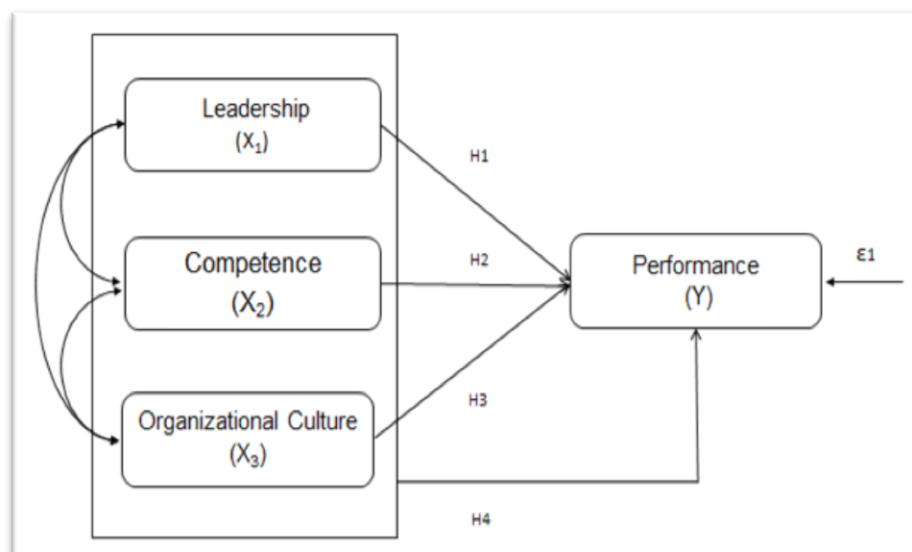 Leadership
(X₁)
H1
Competence
(X₂)
H2
Performance
(Y)
ε1
Organizational Culture
(X₃)
H3
H4